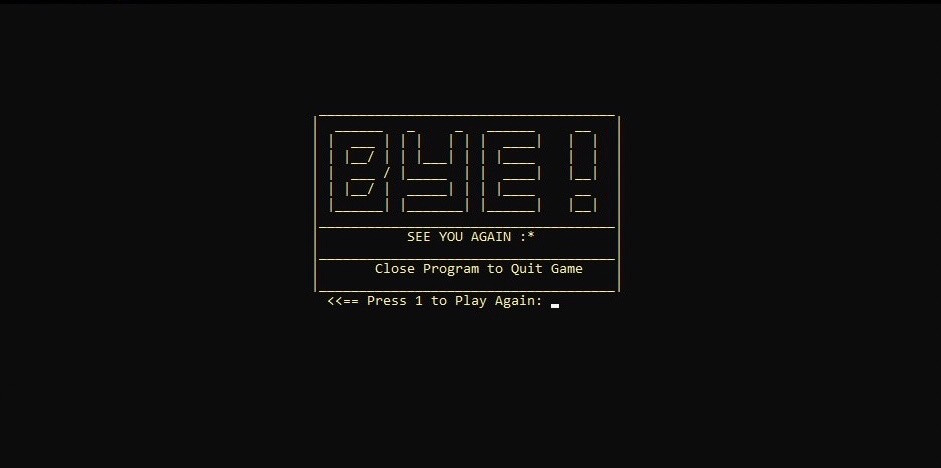 BYE!
SEE YOU AGAIN :*
Close Program to Quit Game
<<== Press 1 to Play Again: